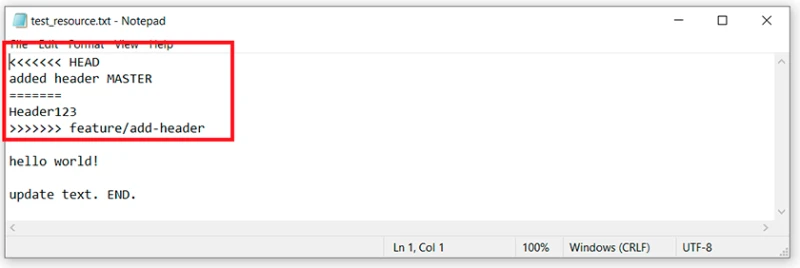 test_resource.txt - Notepad
File Edit Format View Help
<<<<<<< HEAD
added header MASTER
=======
Header123
>>>>>>> feature/add-header
hello world!
update text. END.
Ln 1, Col 1 100% Windows (CRLF) UTF-8